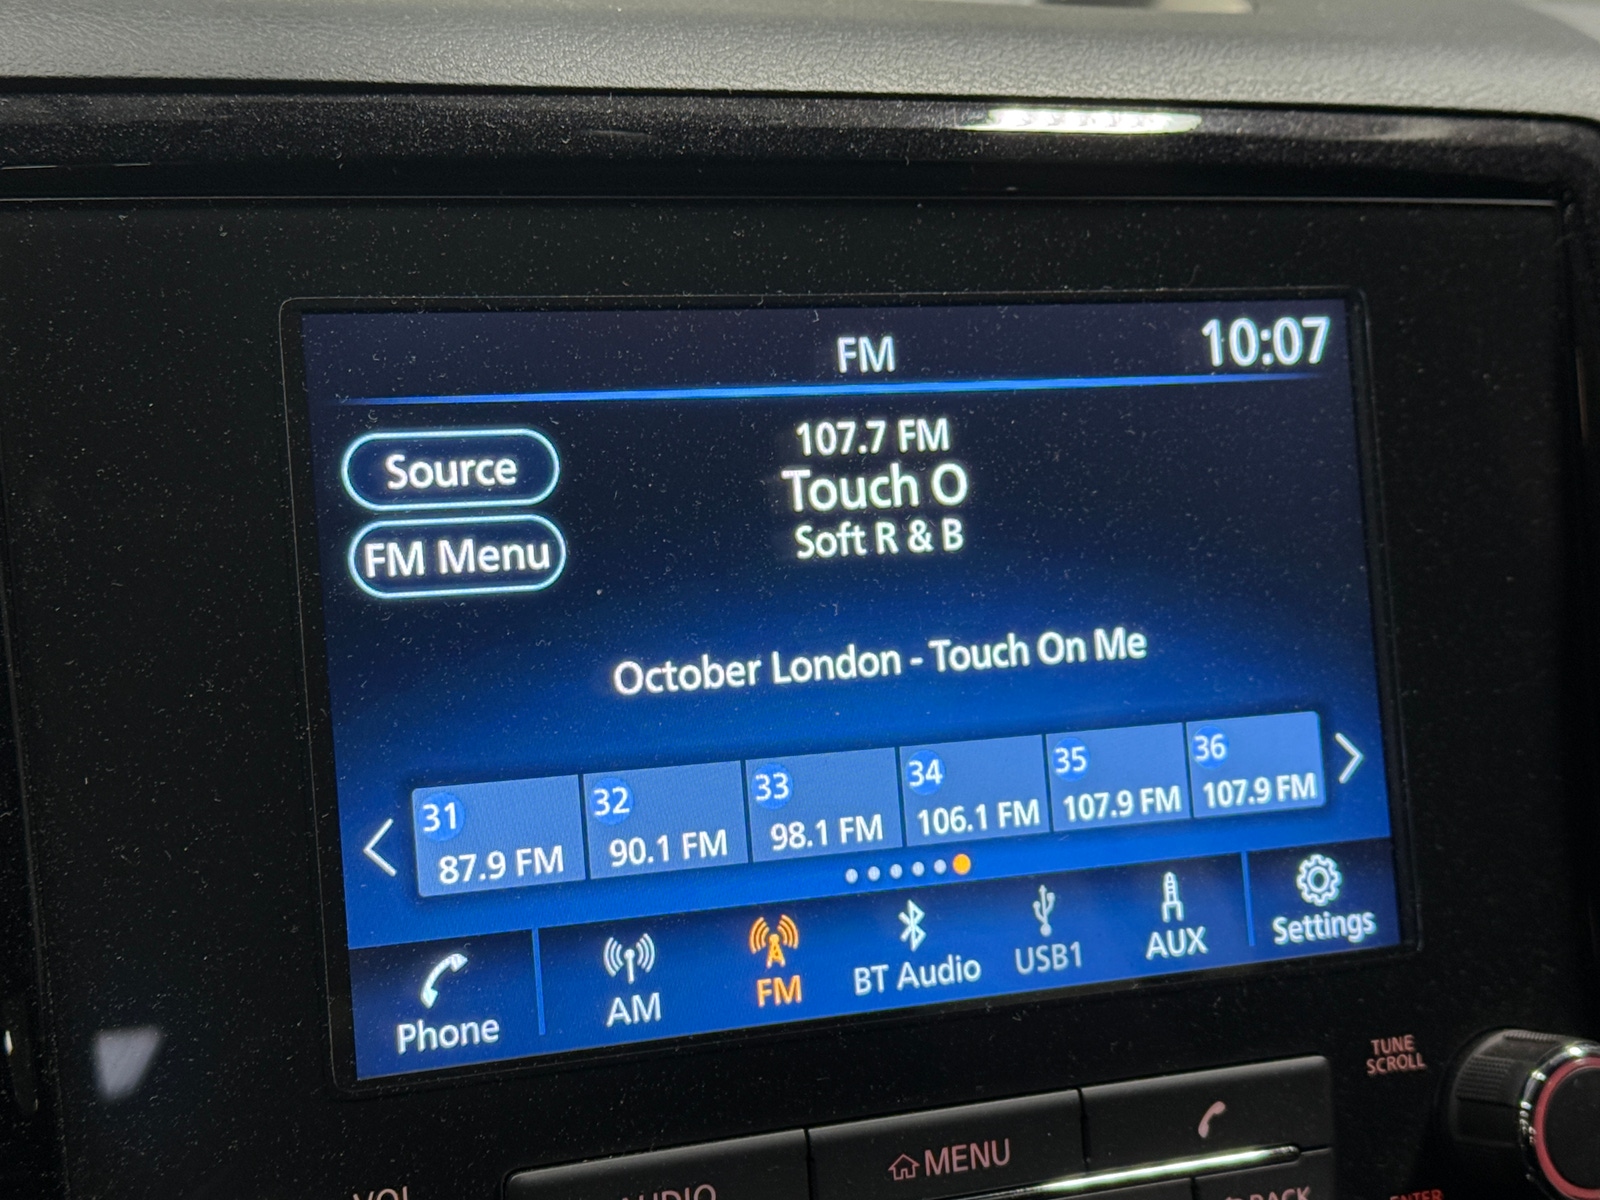 FM
10:07
Source
107.7 FM
Touch O
Soft R & B
FM Menu
October London - Touch On Me
31
87.9 FM
32
90.1 FM
33
98.1 FM
34
106.1 FM
35
107.9 FM
36
107.9 FM
Phone
AM
FM
BT Audio
USB1
AUX
Settings
TUNE
SCROLL
MENU